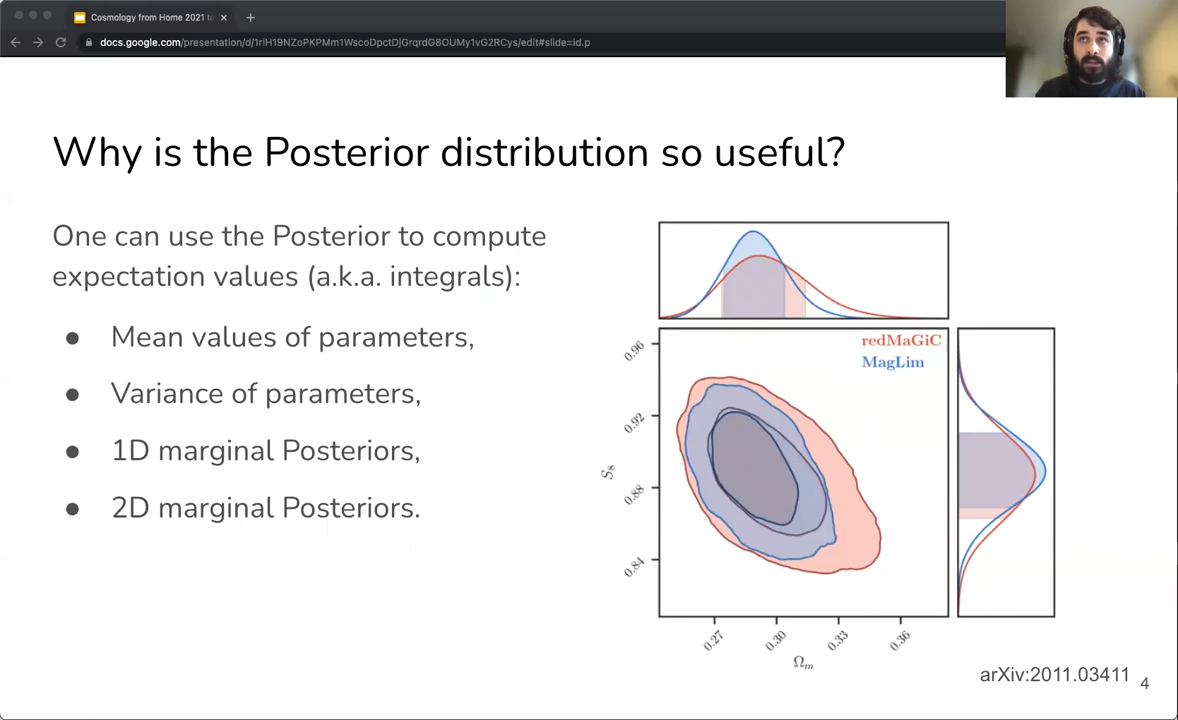 Cosmology from Home 2021 t
docs.google.com/presentation/d/1riH19NZoPKPMm1WscoDpctDjGrqrdG8OUMy1vG2RCys/edit#slide=id.p
Why is the Posterior distribution so useful?
One can use the Posterior to compute
expectation values (a.k.a. integrals):
● Mean values of parameters,
● Variance of parameters,
● 1D marginal Posteriors,
● 2D marginal Posteriors.
redMaGiC
MagLim
0.96
0.92
0.88
0.84
S₈
0.27 0.30 0.33 0.36
Ωₘ
arXiv:2011.03411
4